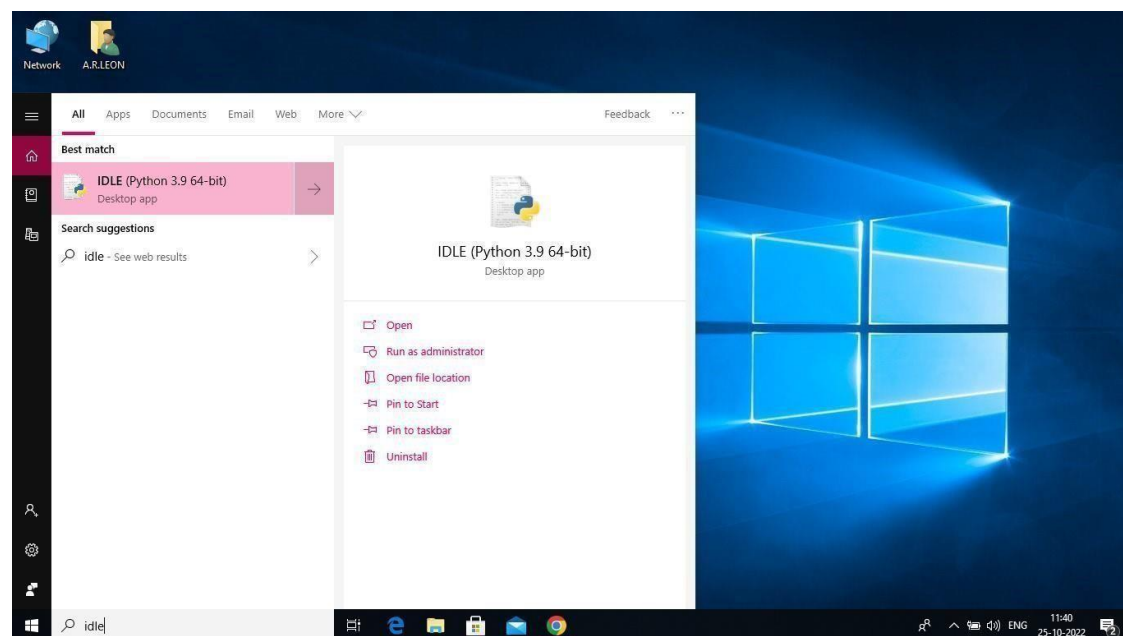 Network
A.R.LEON
All Apps Documents Email Web More Feedback ...
Best match
IDLE (Python 3.9 64-bit)
Desktop app
Search suggestions
idle - See web results
IDLE (Python 3.9 64-bit)
Desktop app
Open
Run as administrator
Open file location
Pin to Start
Pin to taskbar
Uninstall
idle
ENG
11:40
25-10-2022
2